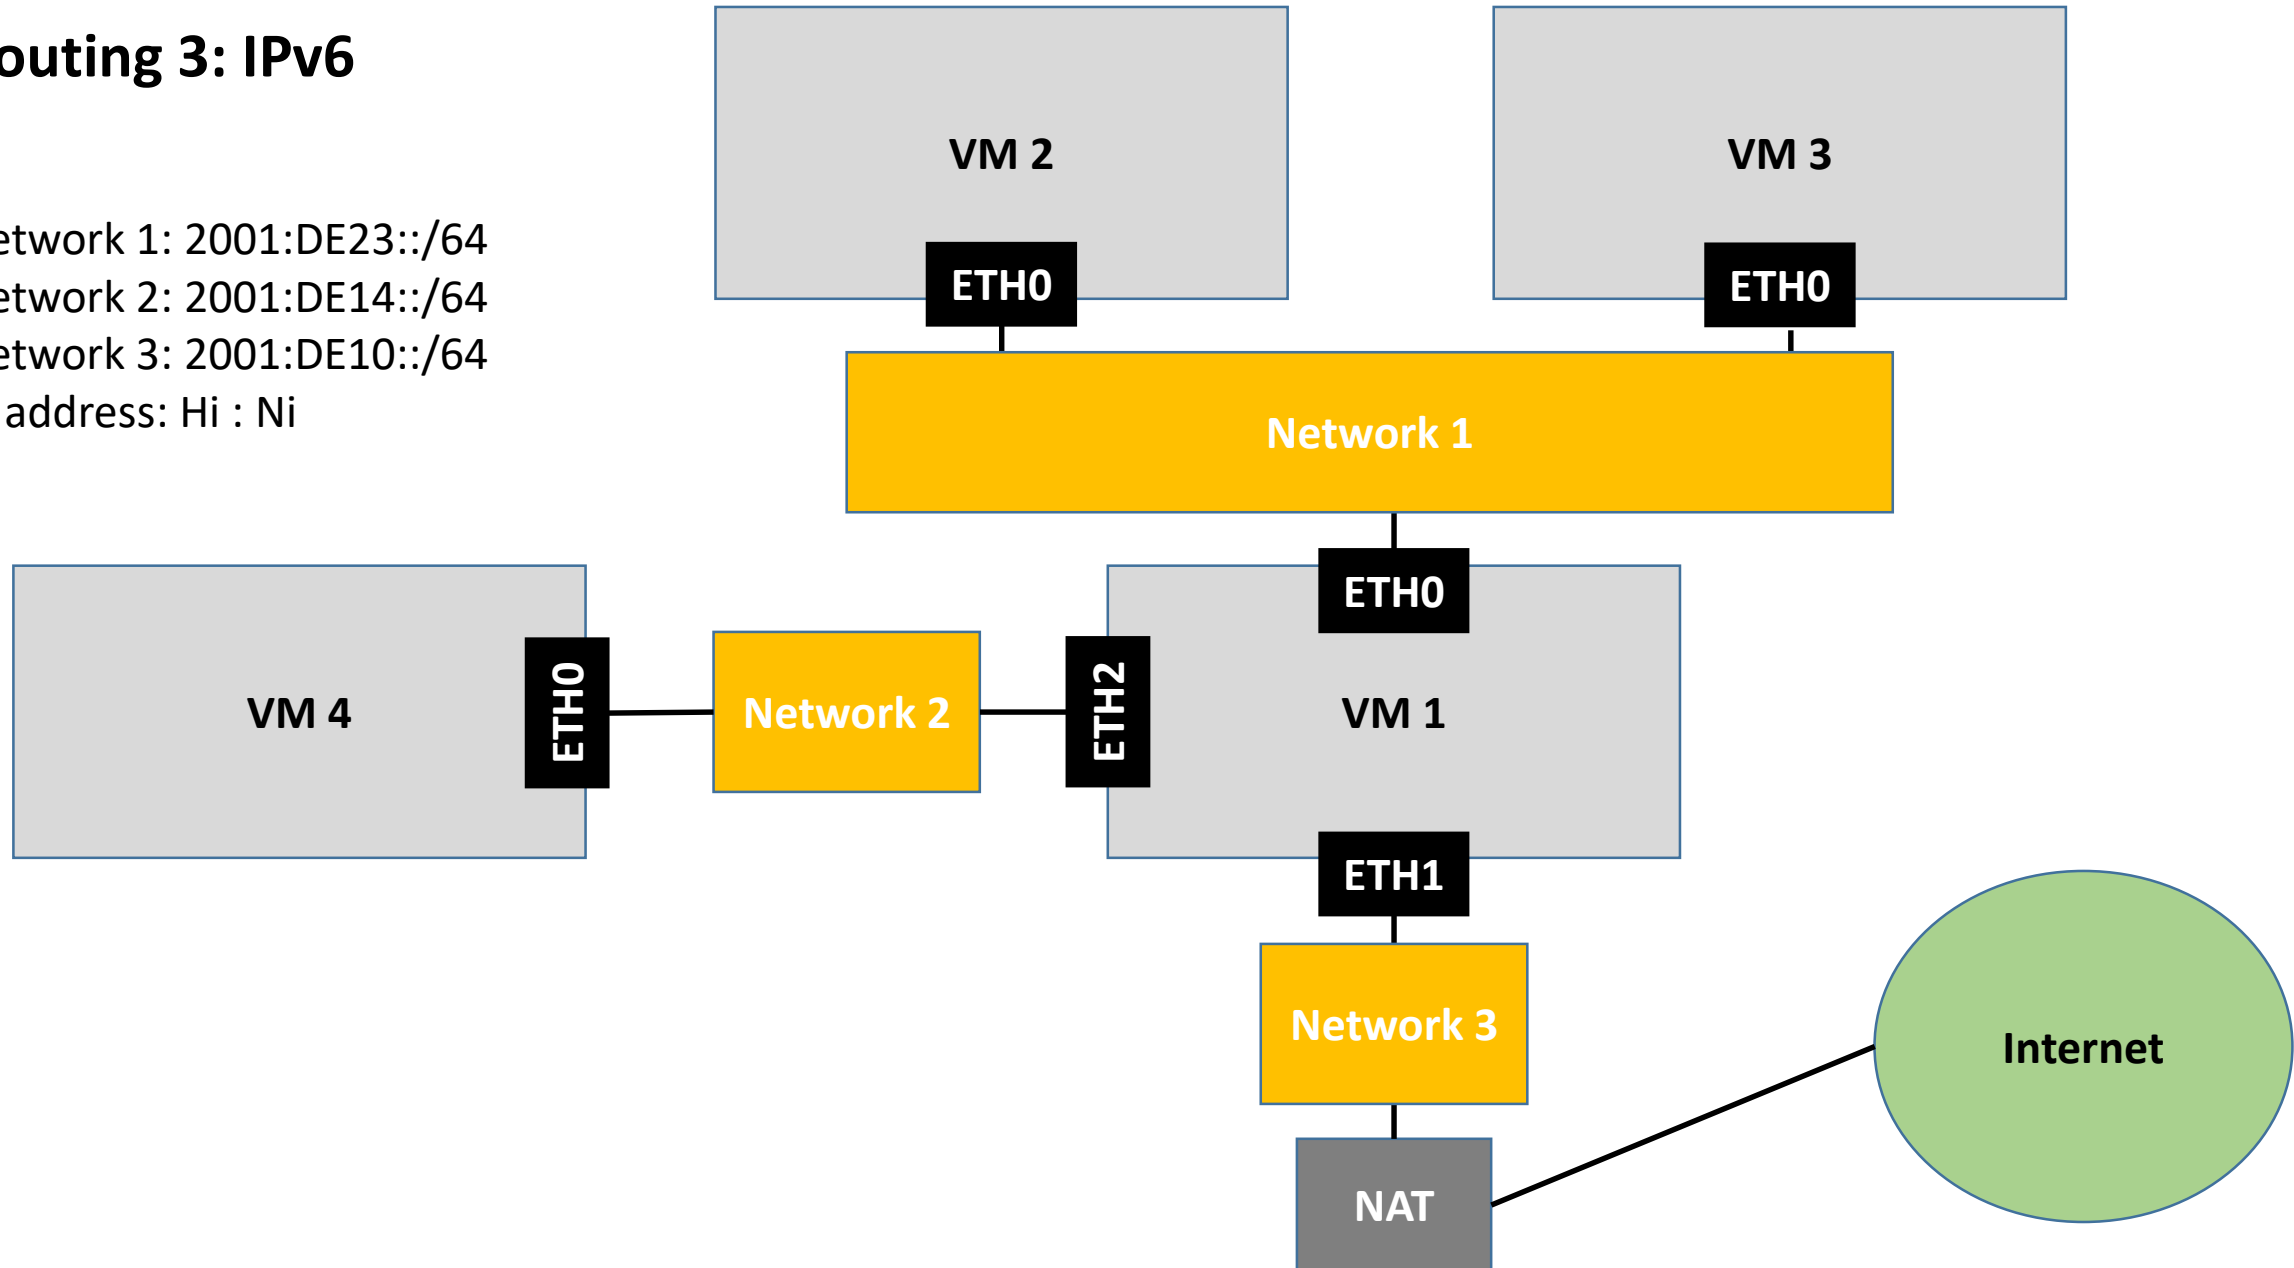 outing 3: IPv6
etwork 1: 2001:DE23::/64
etwork 2: 2001:DE14::/64
etwork 3: 2001:DE10::/64
address: Hi : Ni
VM 2
VM 3
ETH0
ETH0
Network 1
ETH0
VM 4
ETH0
Network 2
ETH2
VM 1
ETH1
Network 3
Internet
NAT